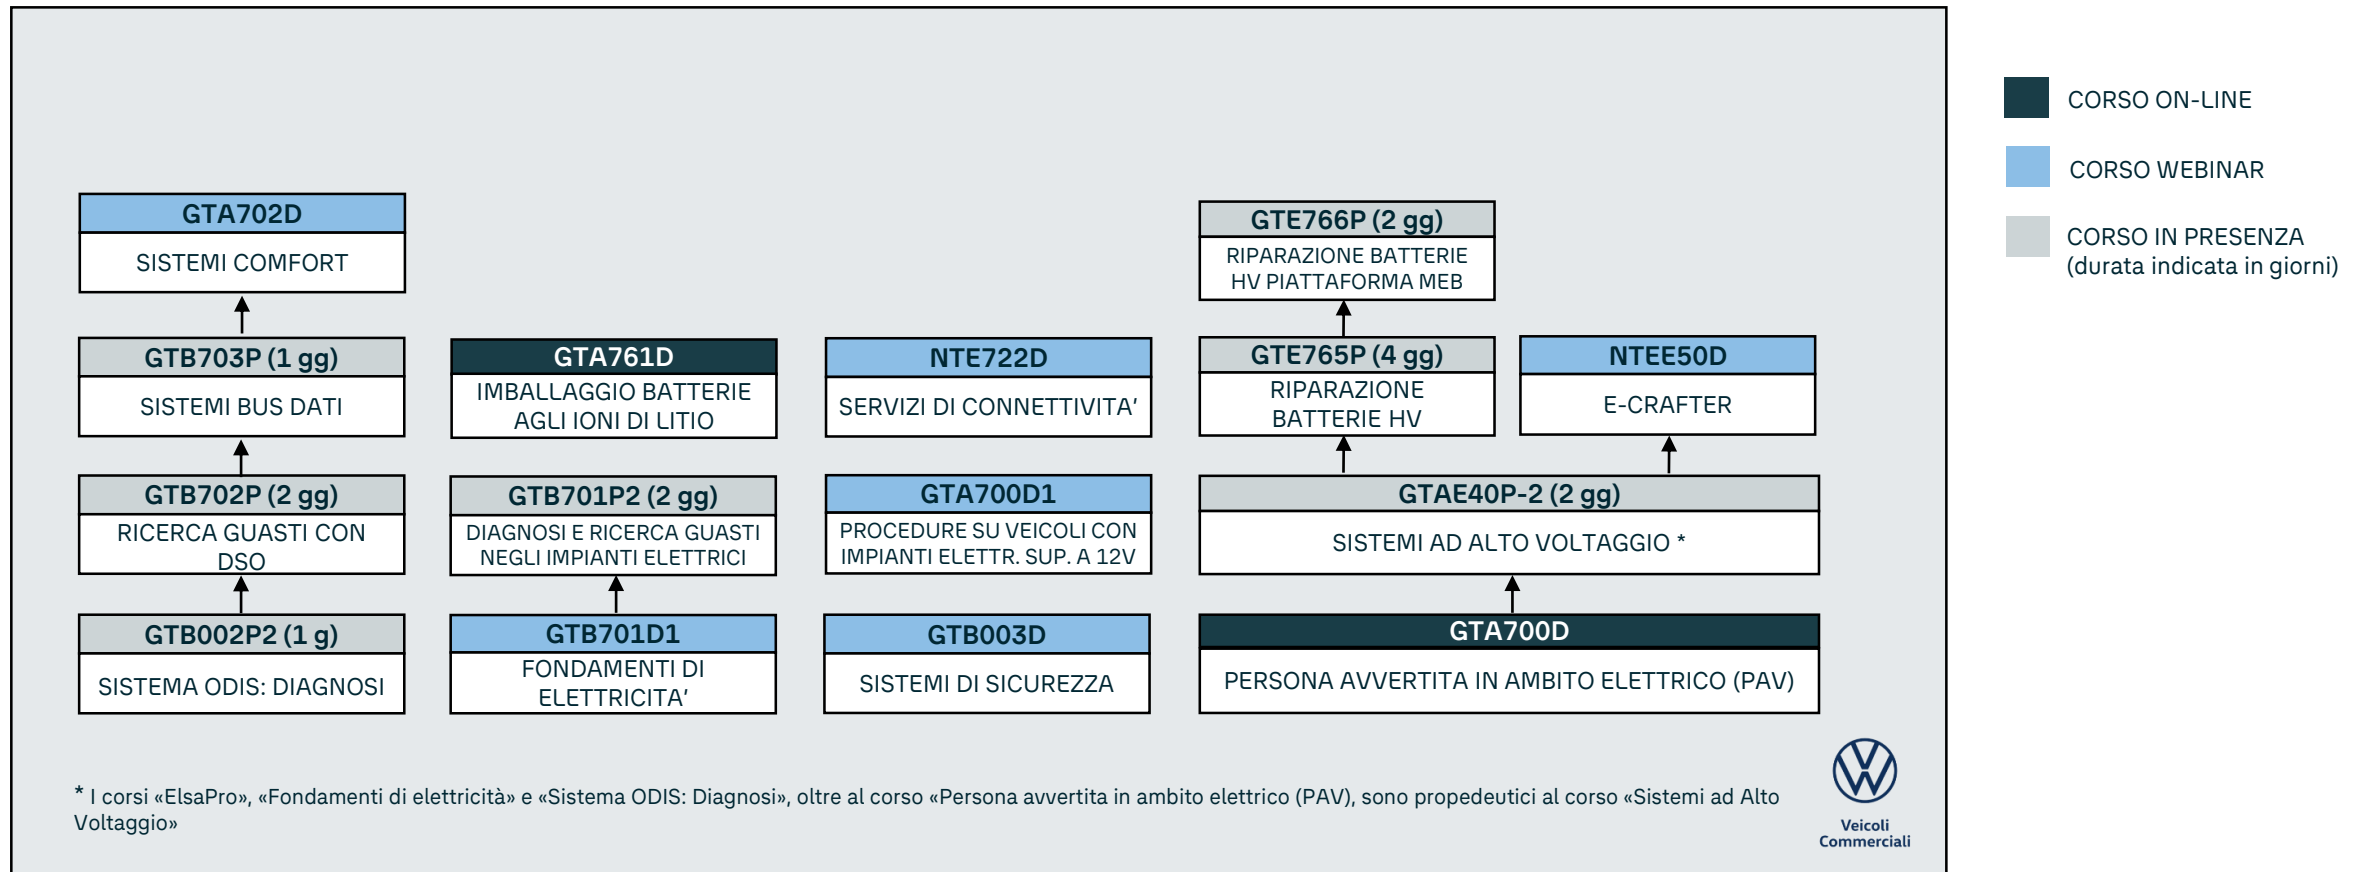 CORSO ON-LINE
CORSO WEBINAR
CORSO IN PRESENZA
(durata indicata in giorni)
GTA702D
SISTEMI COMFORT
GTB703P (1 gg)
SISTEMI BUS DATI
GTB702P (2 gg)
RICERCA GUASTI CON
DSO
GTB002P2 (1 g)
SISTEMA ODIS: DIAGNOSI
GTA761D
IMBALLAGGIO BATTERIE
AGLI IONI DI LITIO
GTB701P2 (2 gg)
DIAGNOSI E RICERCA GUASTI
NEGLI IMPIANTI ELETTRICI
GTB701D1
FONDAMENTI DI
ELETTRICITA’
NTE722D
SERVIZI DI CONNETTIVITA’
GTA700D1
PROCEDURE SU VEICOLI CON
IMPIANTI ELETTR. SUP. A 12V
GTB003D
SISTEMI DI SICUREZZA
GTE766P (2 gg)
RIPARAZIONE BATTERIE
HV PIATTAFORMA MEB
GTE765P (4 gg)
RIPARAZIONE
BATTERIE HV
NTEE50D
E-CRAFTER
GTAE40P-2 (2 gg)
SISTEMI AD ALTO VOLTAGGIO *
GTA700D
PERSONA AVVERTITA IN AMBITO ELETTRICO (PAV)
* I corsi «ElsaPro», «Fondamenti di elettricità» e «Sistema ODIS: Diagnosi», oltre al corso «Persona avvertita in ambito elettrico (PAV), sono propedeutici al corso «Sistemi ad Alto
Voltaggio»
Veicoli
Commerciali